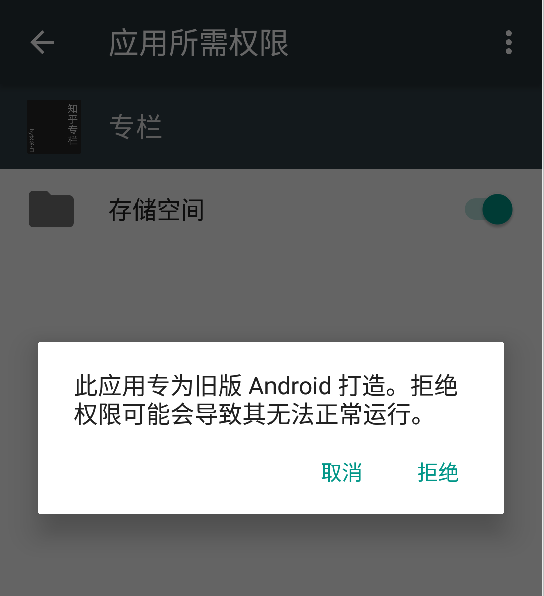 应用所需权限
知乎专栏
专栏
存储空间
此应用专为旧版 Android 打造。拒绝
权限可能会导致其无法正常运行。
取消
拒绝